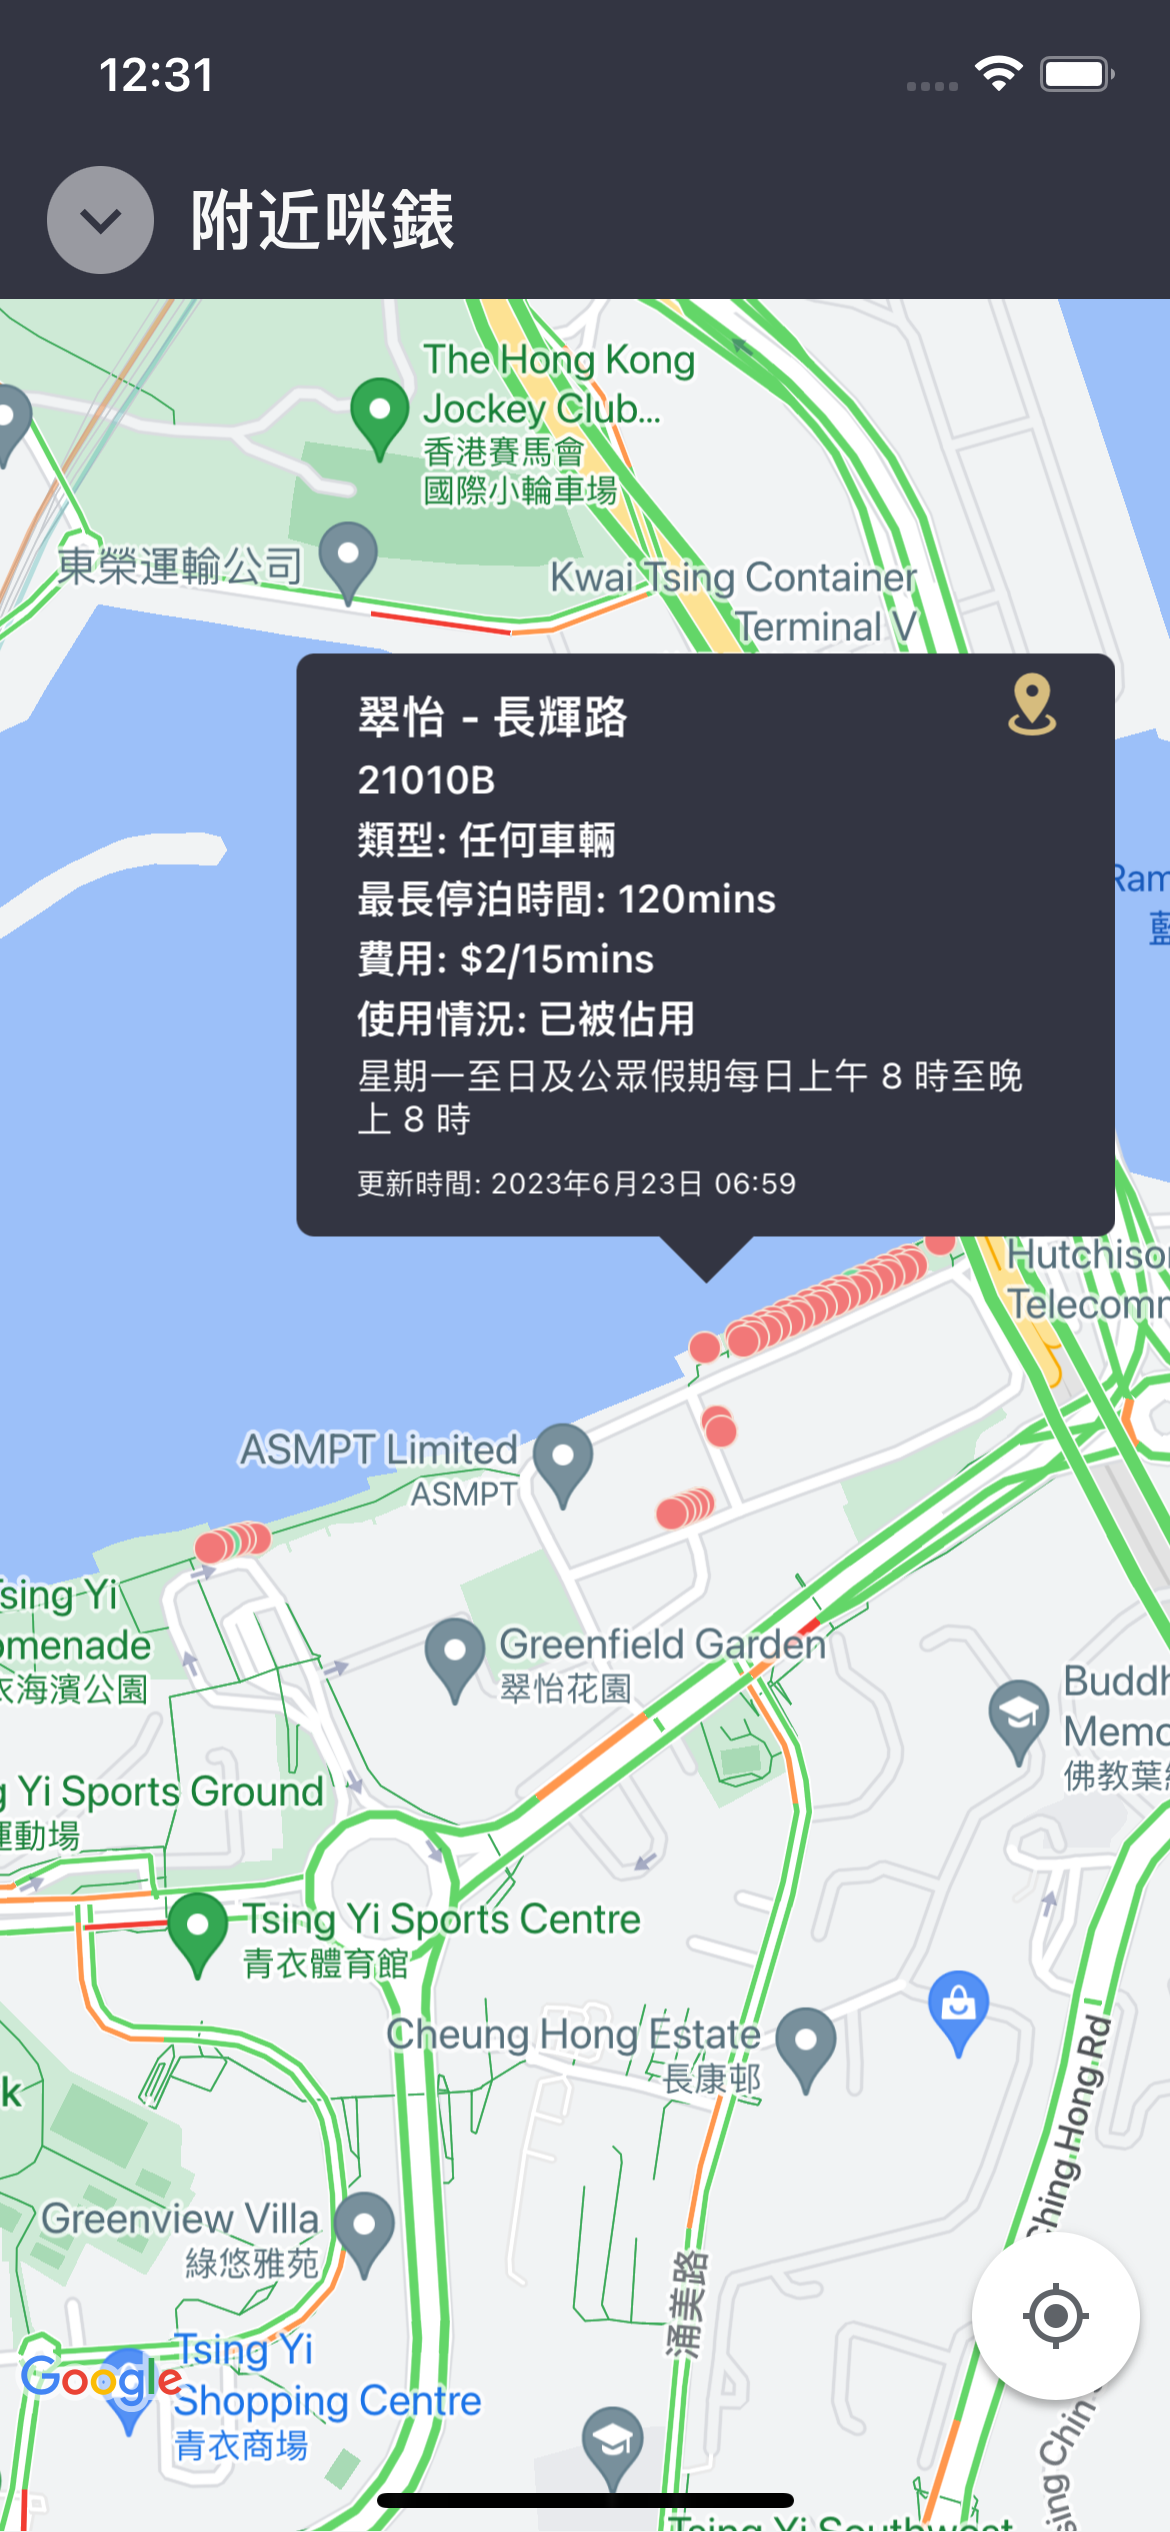 12:31
附近咪錶
The Hong Kong
Jockey Club...
香港賽馬會
國際小輪車場
東榮運輸公司
Kwai Tsing Container
Terminal V
翠怡 - 長輝路
21010B
類型: 任何車輛
最長停泊時間: 120mins
費用: $2/15mins
使用情況: 已被佔用
星期一至日及公眾假期每日上午 8 時至晚
上 8 時
更新時間: 2023年6月23日 06:59
Ram
藍
Hutchison
Telecomm
ASMPT Limited
ASMPT
sing Yi
omenade
衣海濱公園
Greenfield Garden
翠怡花園
Buddh
Memo
佛教葉紀
g Yi Sports Ground
運動場
Tsing Yi Sports Centre
青衣體育館
Cheung Hong Estate
長康邨
k
Ching Hong Rd
Greenview Villa
綠悠雅苑
涌美路
Tsing Yi
Shopping Centre
青衣商場
Google
sing Chin
Tsing Yi Southwest